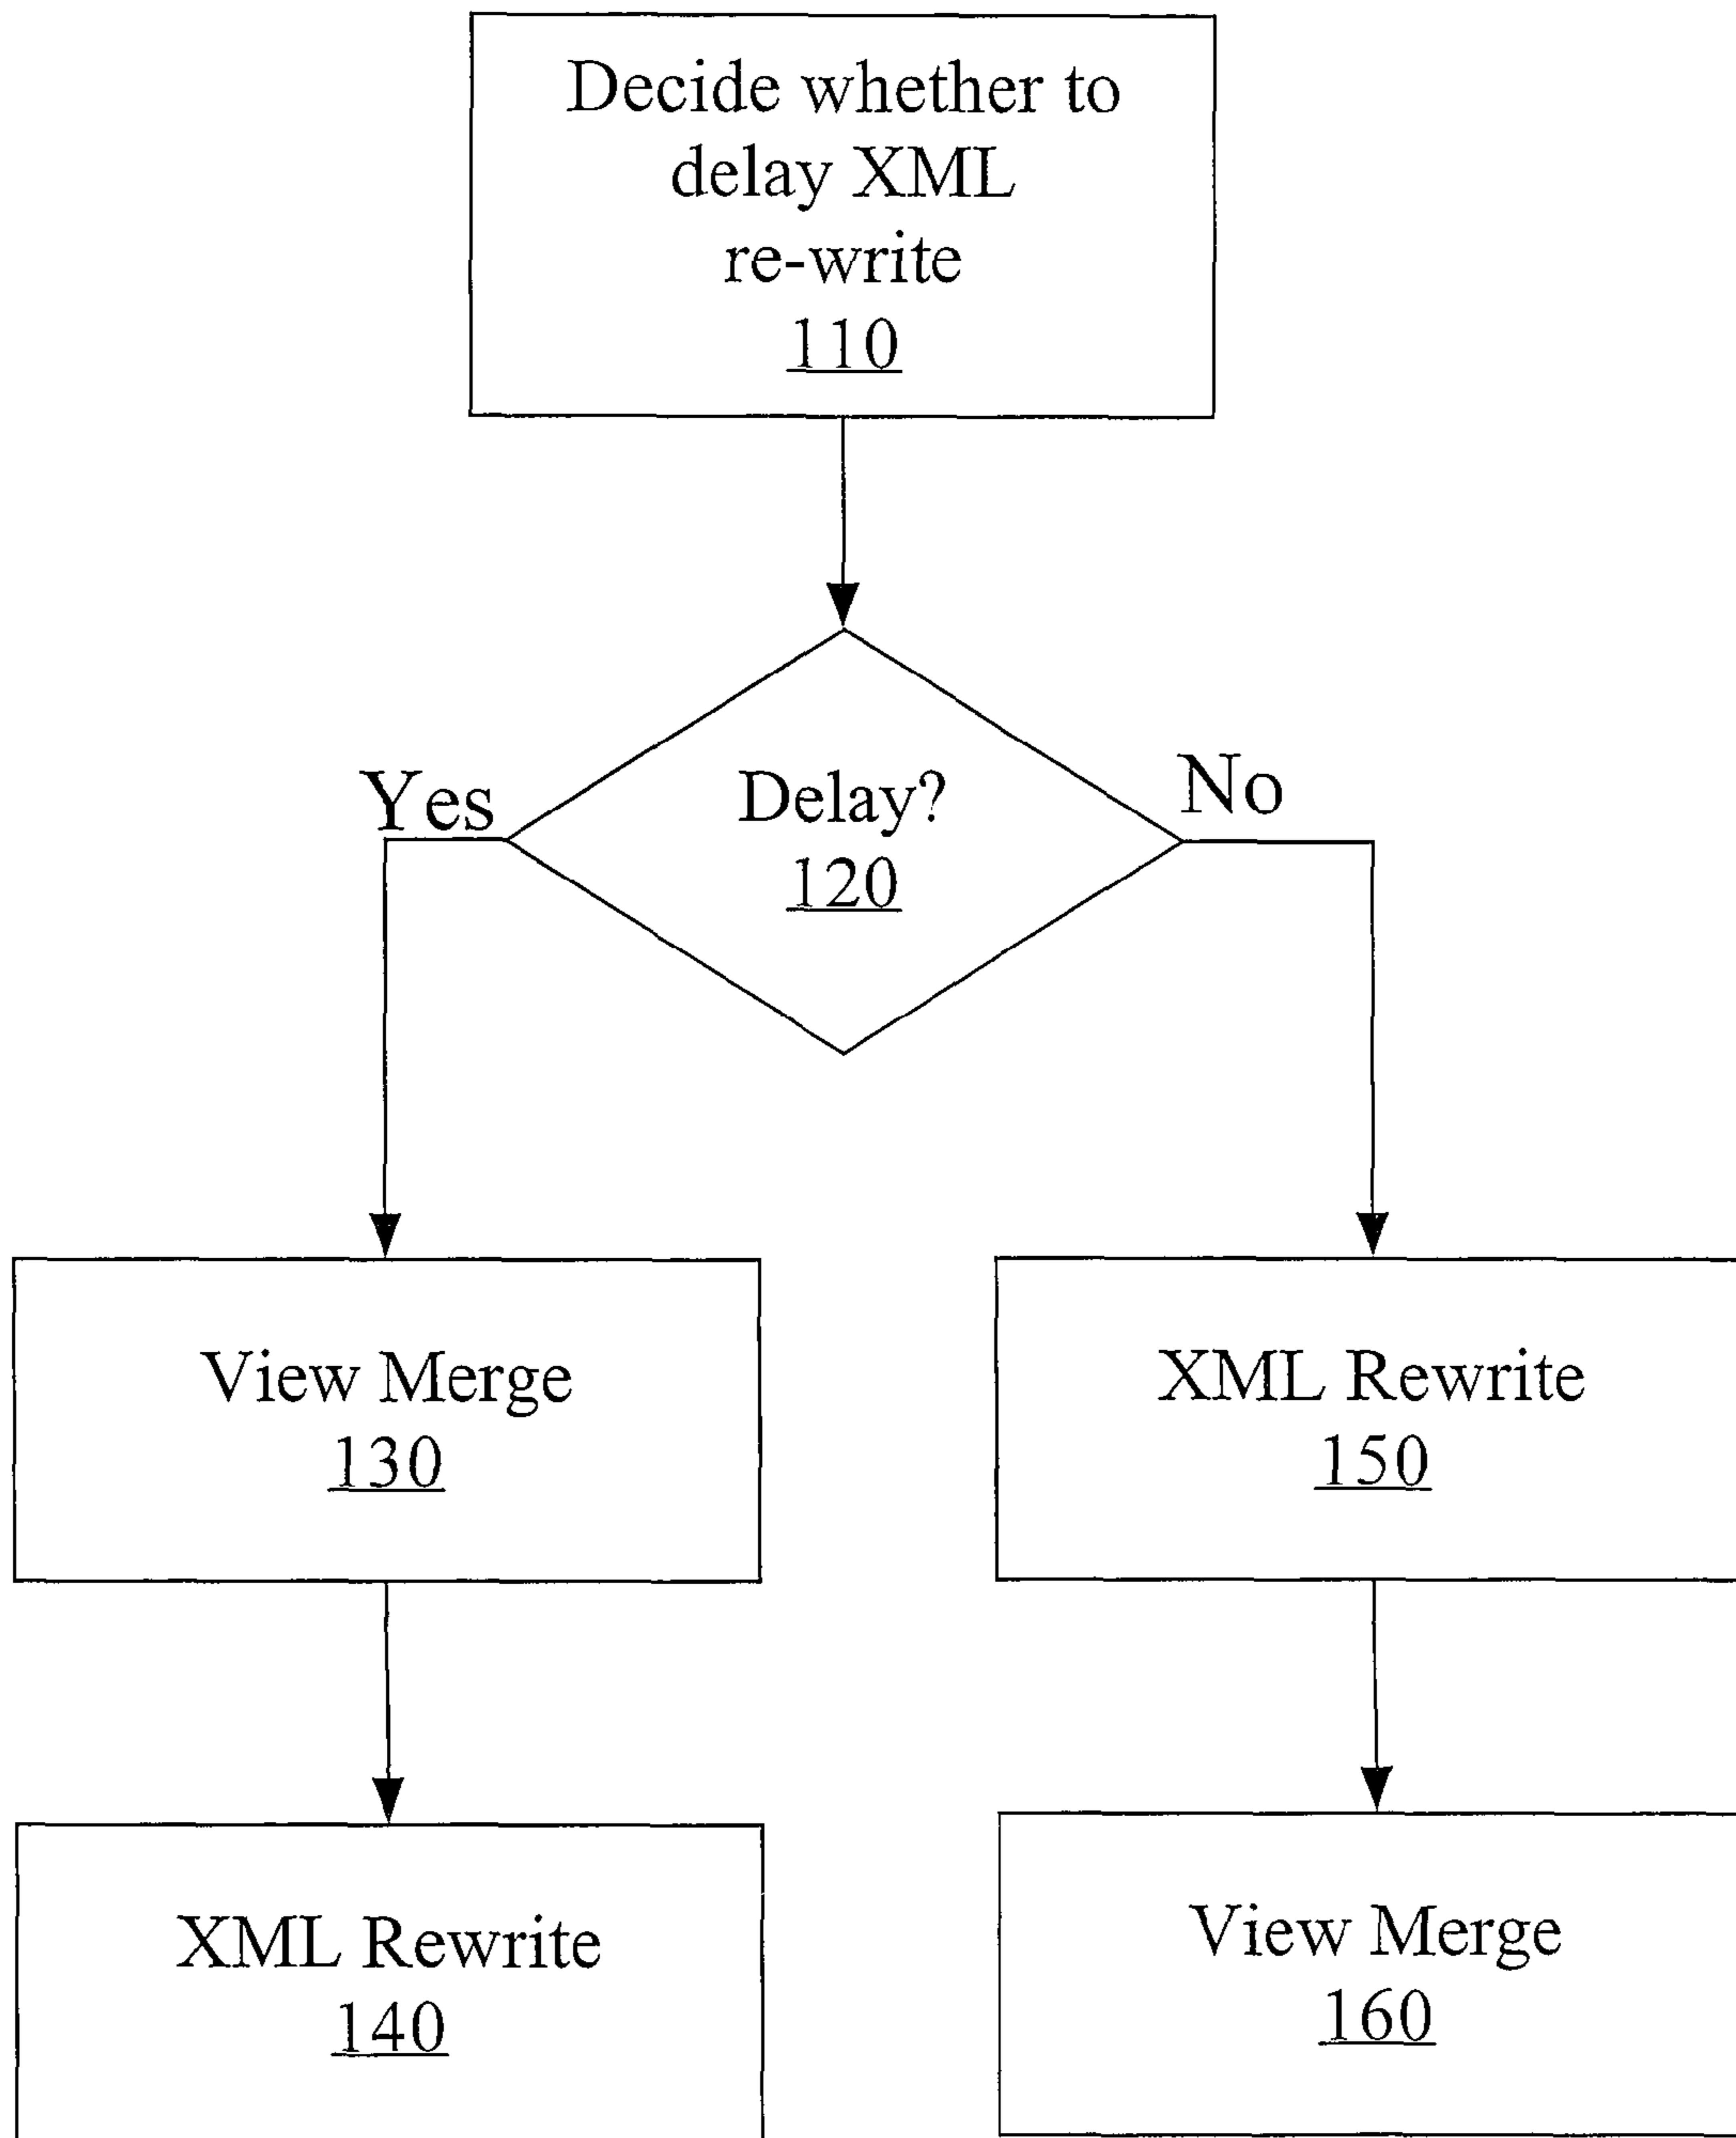 Decide whether to
delay XML
re-write
110
Delay?
120
Yes
No
View Merge
130
XML Rewrite
140
XML Rewrite
150
View Merge
160